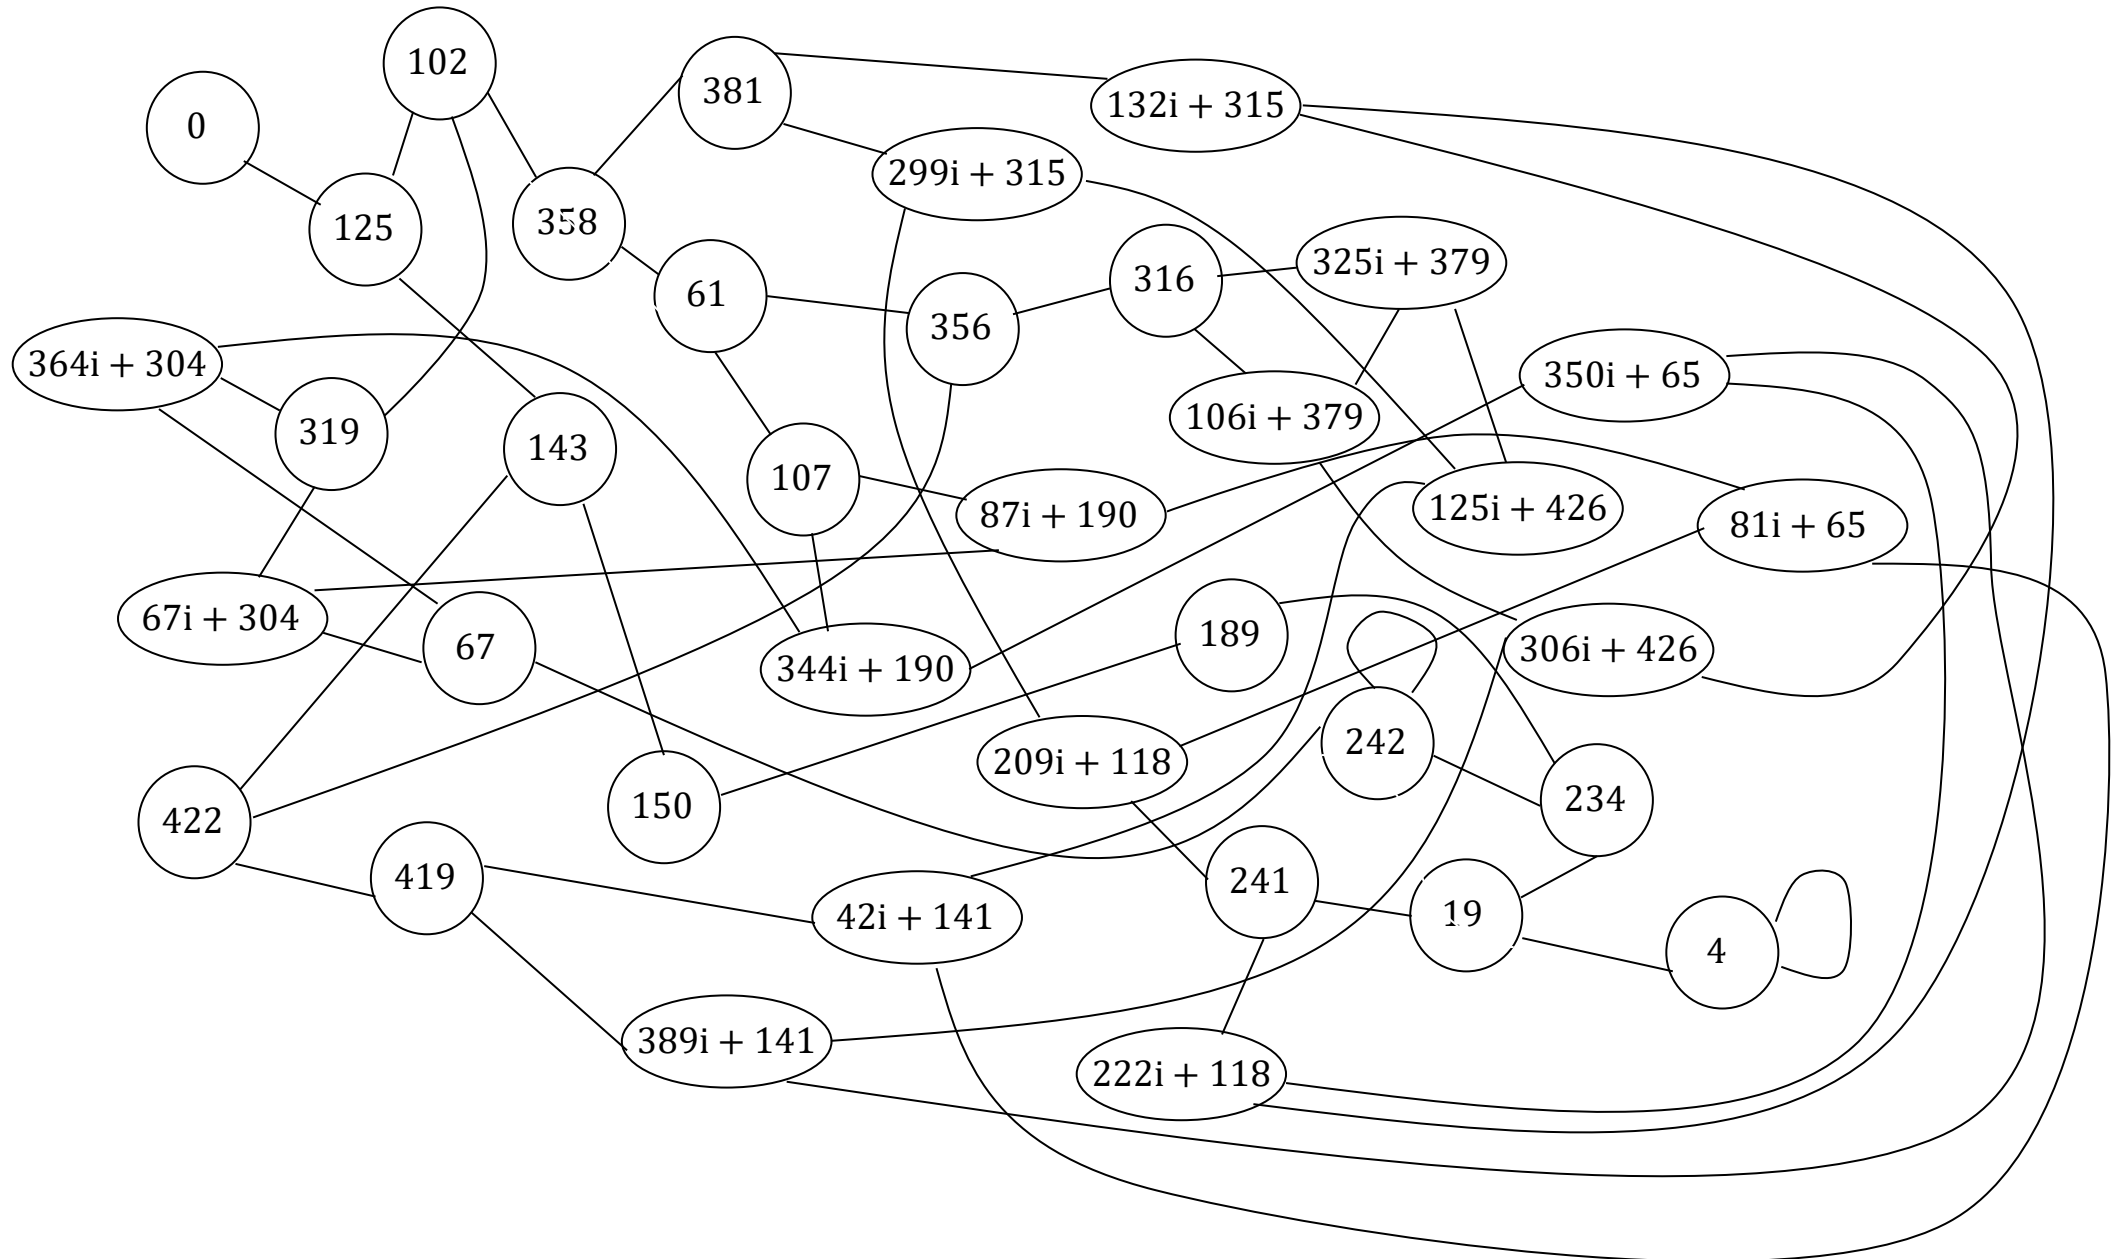 102
381
132i + 315
0
299i + 315
125
358
61
316
325i + 379
356
364i + 304
350i + 65
319
106i + 379
143
107
87i + 190
125i + 426
81i + 65
67i + 304
67
344i + 190
189
306i + 426
209i + 118
242
234
422
150
419
42i + 141
241
19
4
389i + 141
222i + 118